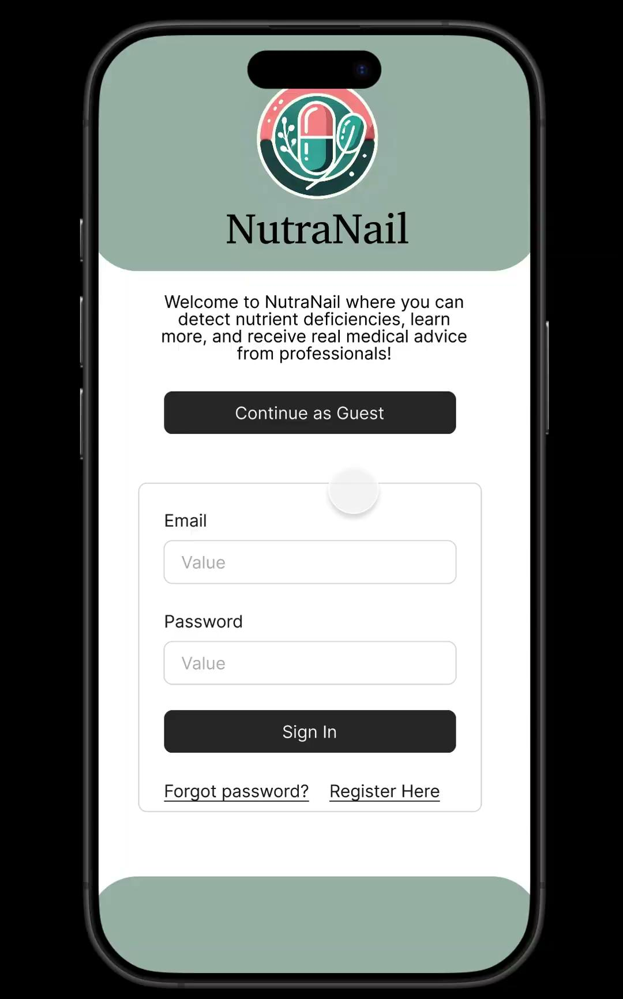 NutraNail
Welcome to NutraNail where you can
detect nutrient deficiencies, learn
more, and receive real medical advice
from professionals!
Continue as Guest
Email
Value
Password
Value
Sign In
Forgot password? Register Here